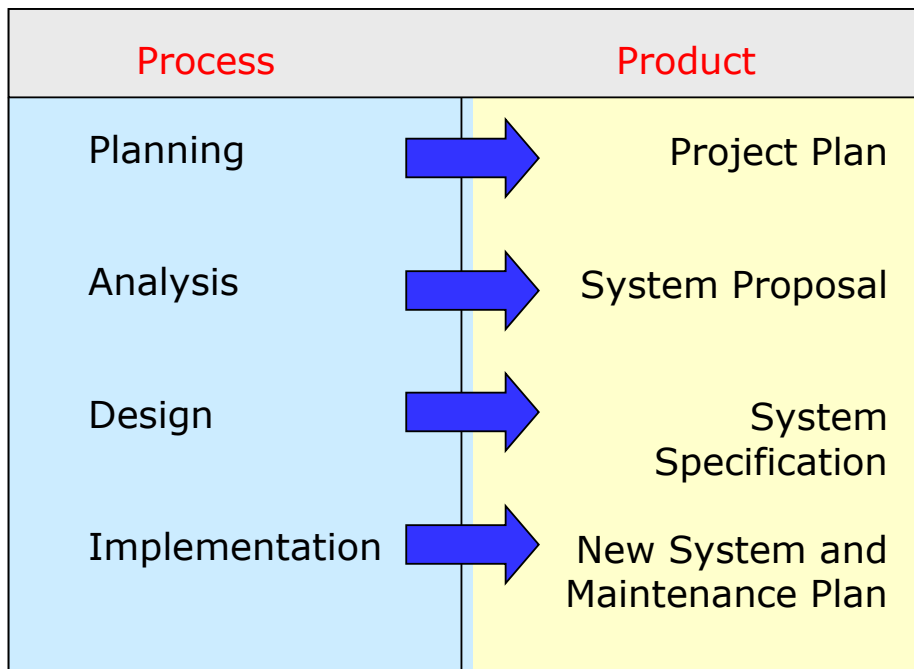 Process
Product
Planning
Project Plan
Analysis
System Proposal
Design
System
Specification
Implementation
New System and
Maintenance Plan